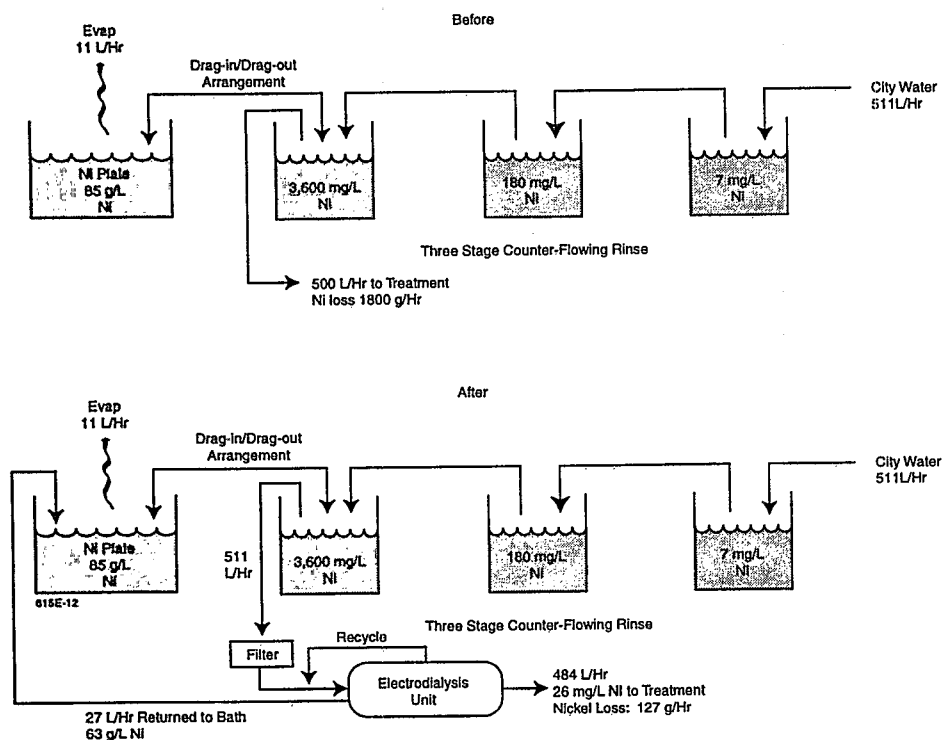 Before
Evap
11 L/Hr
Drag-in/Drag-out
Arrangement
City Water
511L/Hr
Ni Plate
85 g/L
Ni
3,600 mg/L
Ni
180 mg/L
Ni
7 mg/L
Ni
Three Stage Counter-Flowing Rinse
500 L/Hr to Treatment
Ni loss 1800 g/Hr
After
Evap
11 L/Hr
Drag-in/Drag-out
Arrangement
City Water
511L/Hr
Ni Plate
85 g/L
Ni
615E-12
511
L/Hr
3,600 mg/L
Ni
180 mg/L
Ni
7 mg/L
Ni
Three Stage Counter-Flowing Rinse
Recycle
Filter
Electrodialysis
Unit
484 L/Hr
26 mg/L Ni to Treatment
Nickel Loss: 127 g/Hr
27 L/Hr Returned to Bath
63 g/L Ni